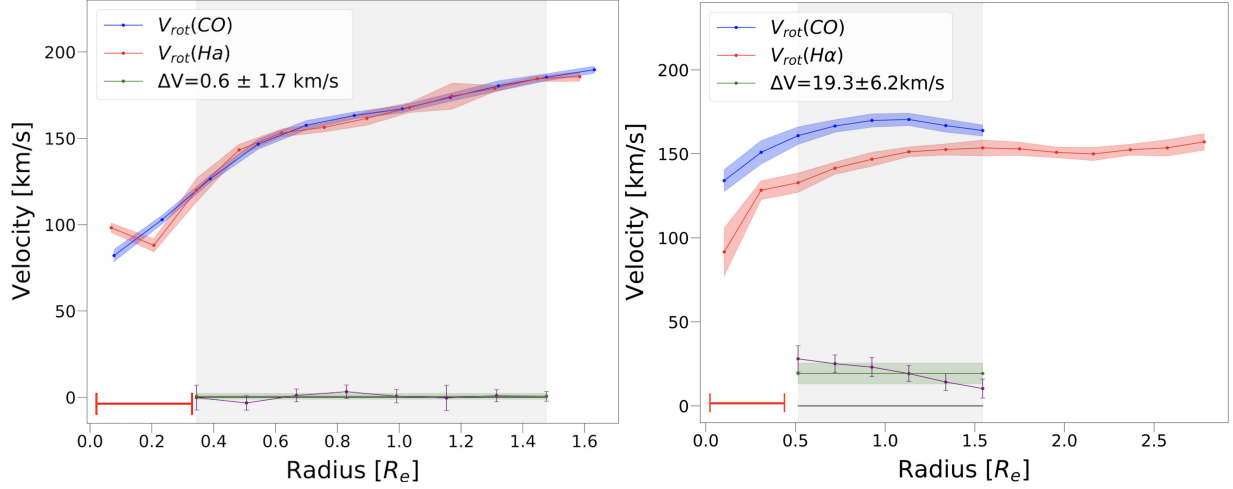 V_rot(CO)
V_rot(Ha)
ΔV=0.6 ± 1.7 km/s
Velocity [km/s]
200
150
100
50
0
0.0 0.2 0.4 0.6 0.8 1.0 1.2 1.4 1.6
Radius [R_e]
V_rot(CO)
V_rot(Hα)
ΔV=19.3±6.2km/s
Velocity [km/s]
200
150
100
50
0
0.0 0.5 1.0 1.5 2.0 2.5
Radius [R_e]